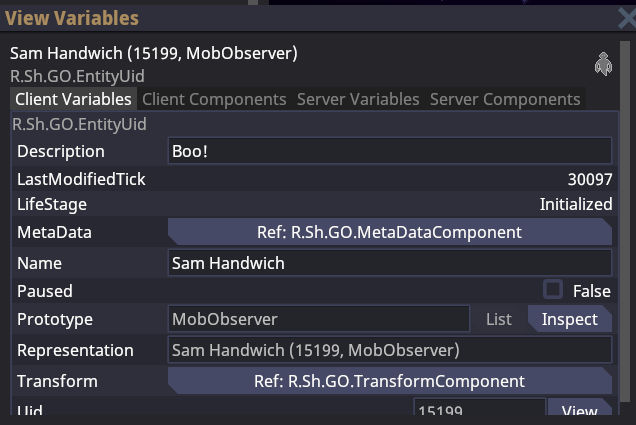 View Variables
Sam Handwich (15199, MobObserver)
R.Sh.GO.EntityUid
Client Variables Client Components Server Variables Server Components
R.Sh.GO.EntityUid
Description Boo!
LastModifiedTick 30097
LifeStage Initialized
MetaData Ref: R.Sh.GO.MetaDataComponent
Name Sam Handwich
Paused False
Prototype MobObserver List Inspect
Representation Sam Handwich (15199, MobObserver)
Transform Ref: R.Sh.GO.TransformComponent
Uid 15199 View